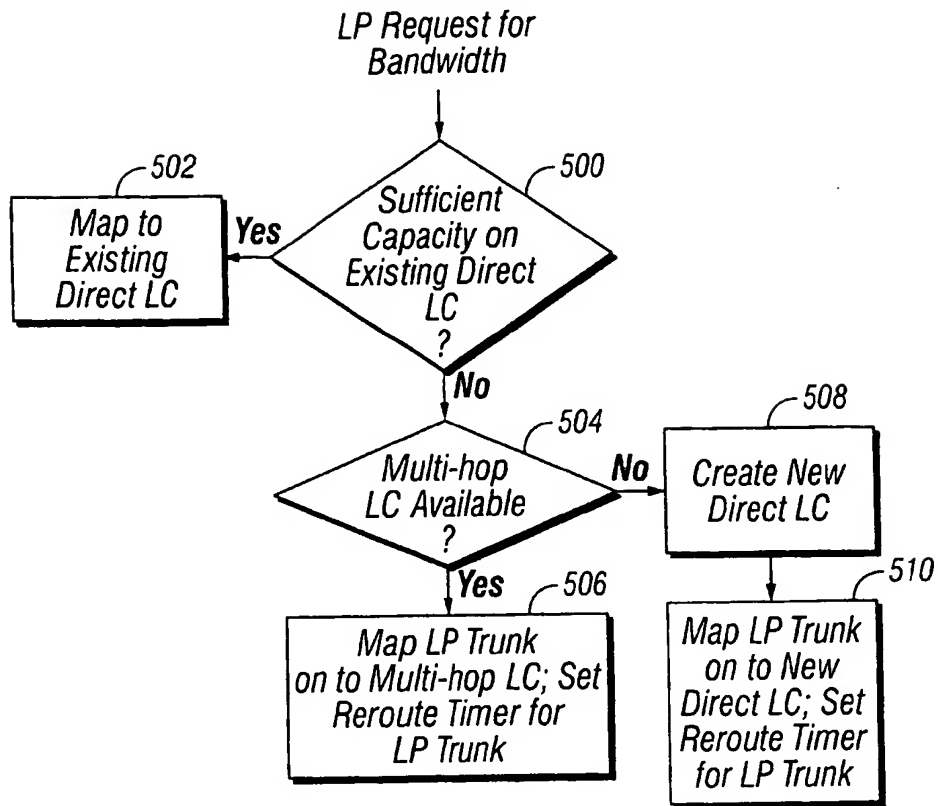 LP Request for
Bandwidth
500
Sufficient
Capacity on
Existing Direct
LC
?
502
Yes
Map to
Existing
Direct LC
No
504
Multi-hop
LC Available
?
No
508
Create New
Direct LC
Yes
506
Map LP Trunk
on to Multi-hop LC; Set
Reroute Timer for
LP Trunk
510
Map LP Trunk
on to New
Direct LC; Set
Reroute Timer
for LP Trunk